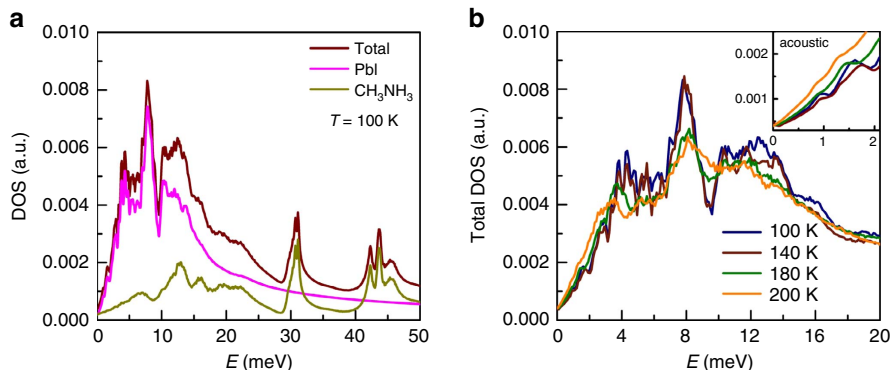 a
0.010
0.008
0.006
0.004
0.002
0.000
DOS (a.u.)
Total
PbI
CH3NH3
T = 100 K
0 10 20 30 40 50
E (meV)
b
0.010
0.008
0.006
0.004
0.002
0.000
Total DOS (a.u.)
acoustic
0.002
0.001
0 1 2
100 K
140 K
180 K
200 K
0 4 8 12 16 20
E (meV)